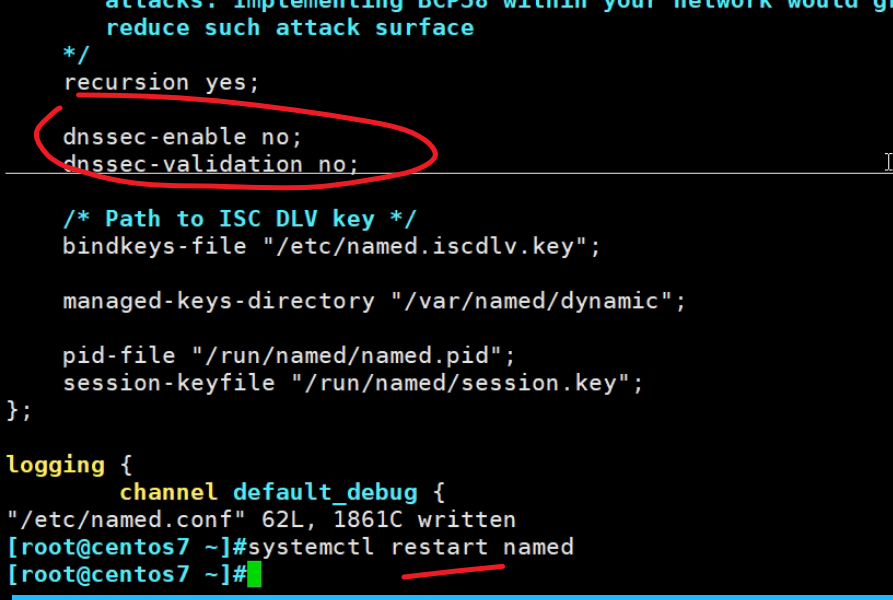 attacks. Implementing BCP38 within your network would
reduce such attack surface
*/
recursion yes;
dnssec-enable no;
dnssec-validation no;
/* Path to ISC DLV key */
bindkeys-file "/etc/named.iscdlv.key";
managed-keys-directory "/var/named/dynamic";
pid-file "/run/named/named.pid";
session-keyfile "/run/named/session.key";
};
logging {
channel default_debug {
"/etc/named.conf" 62L, 1861C written
[root@centos7 ~]#systemctl restart named
[root@centos7 ~]#